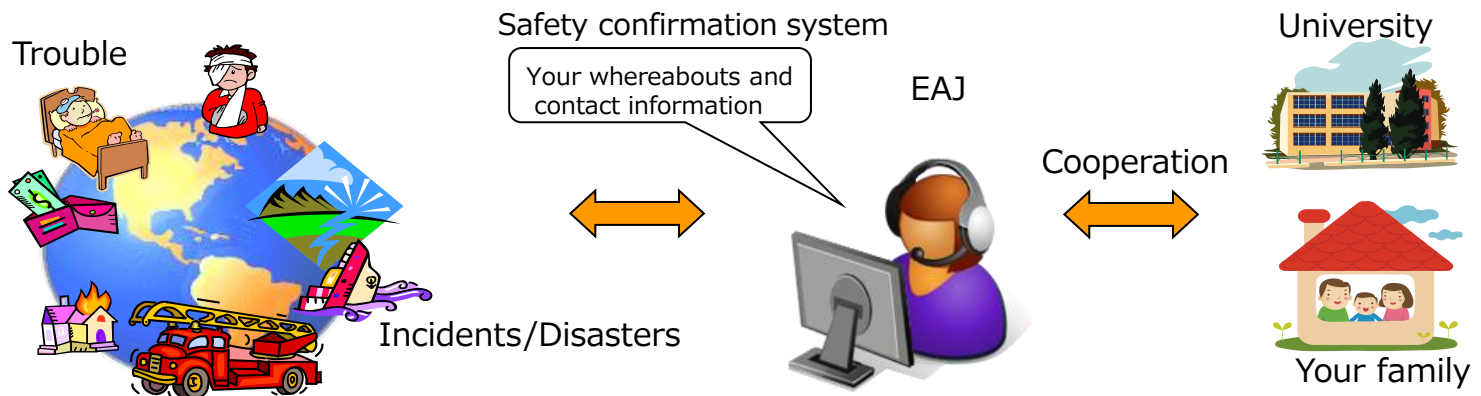 Trouble
Safety confirmation system
Your whereabouts and
contact information
EAJ
Cooperation
University
Incidents/Disasters
Your family